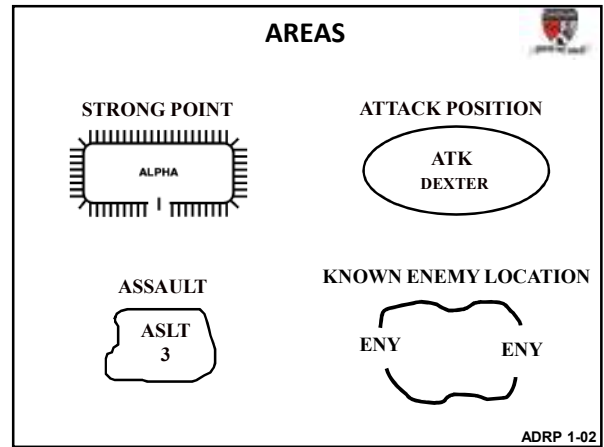 AREAS
STRONG POINT
ALPHA
I
ATTACK POSITION
ATK
DEXTER
ASSAULT
ASLT
3
KNOWN ENEMY LOCATION
ENY
ENY
ADRP 1-02